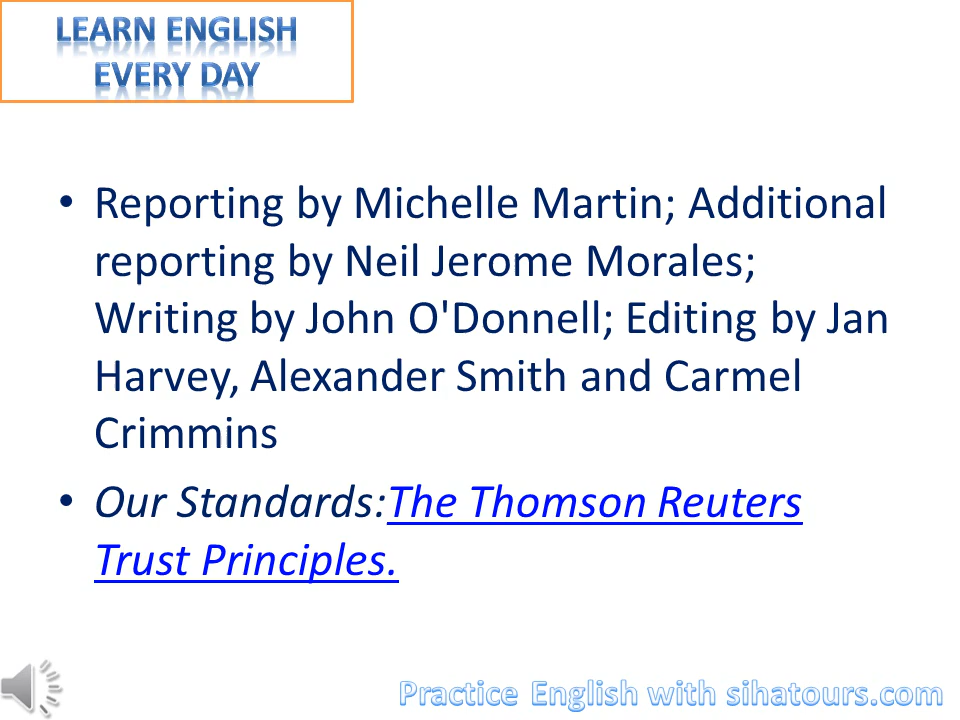 LEARN ENGLISH
EVERY DAY
• Reporting by Michelle Martin; Additional
reporting by Neil Jerome Morales;
Writing by John O'Donnell; Editing by Jan
Harvey, Alexander Smith and Carmel
Crimmins
• Our Standards:The Thomson Reuters
Trust Principles.
Practice English with sihatours.com